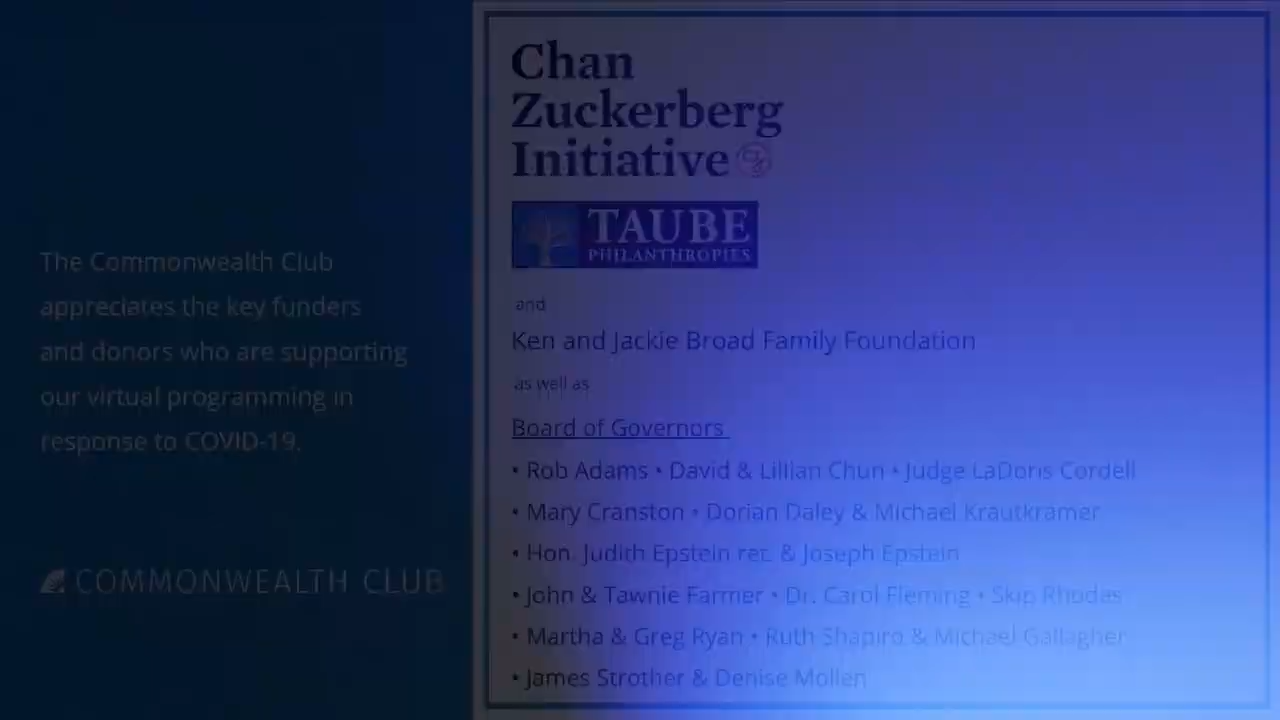 The Commonwealth Club
appreciates the key funders
and donors who are supporting
our virtual programming in
response to COVID-19.
COMMONWEALTH CLUB
Chan
Zuckerberg
Initiative
TAUBE
PHILANTHROPIES
and
Ken and Jackie Broad Family Foundation
as well as
Board of Governors
• Rob Adams • David & Lillian Chun • Judge LaDoris Cordell
• Mary Cranston • Dorian Daley & Michael Krautkramer
• Hon. Judith Epstein ret. & Joseph Epstein
• John & Tawnie Farmer • Dr. Carol Fleming • Skip Rhodes
• Martha & Greg Ryan • Ruth Shapiro & Michael Gallagher
• James Strother & Denise Mollen